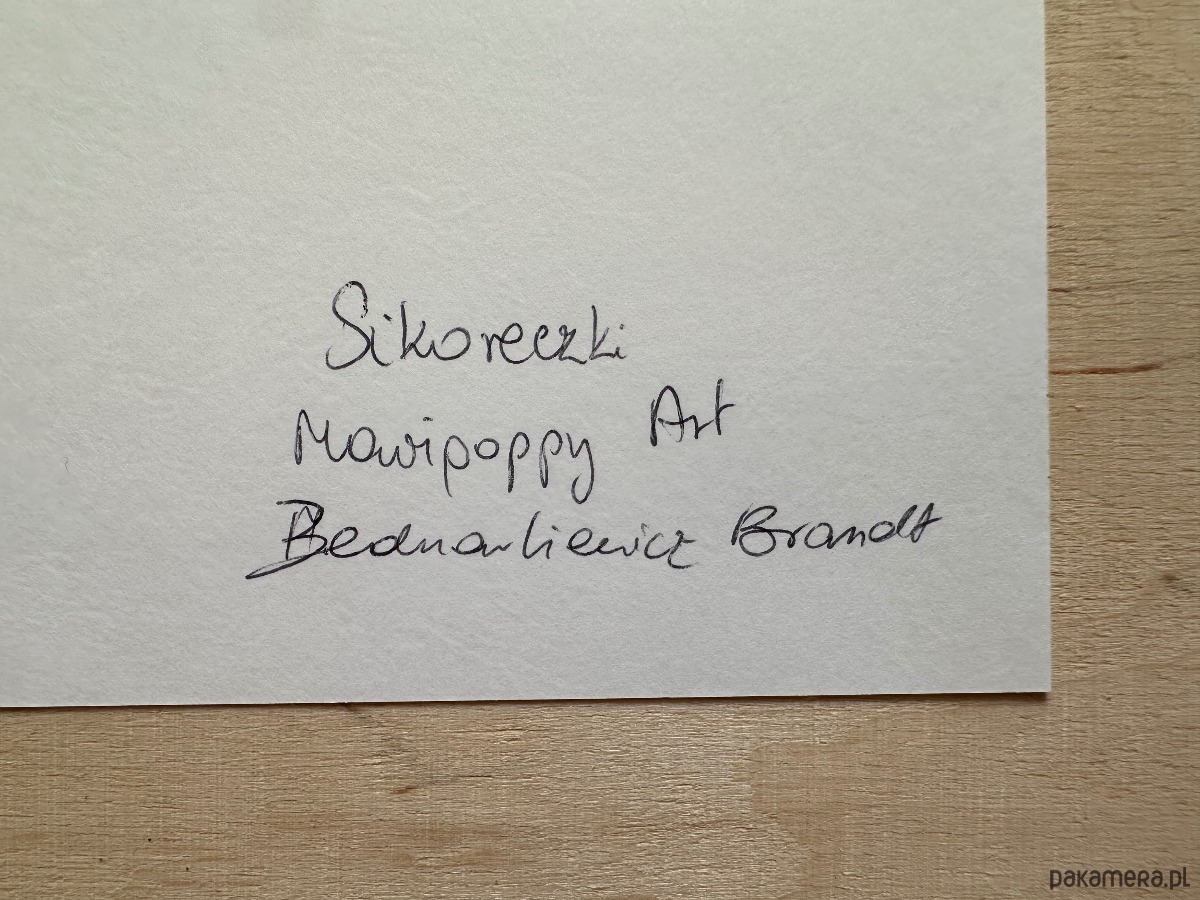 Sikoreczki
Mawipoppy Art
Bednarkiewicz Brandt
pakamera.pl